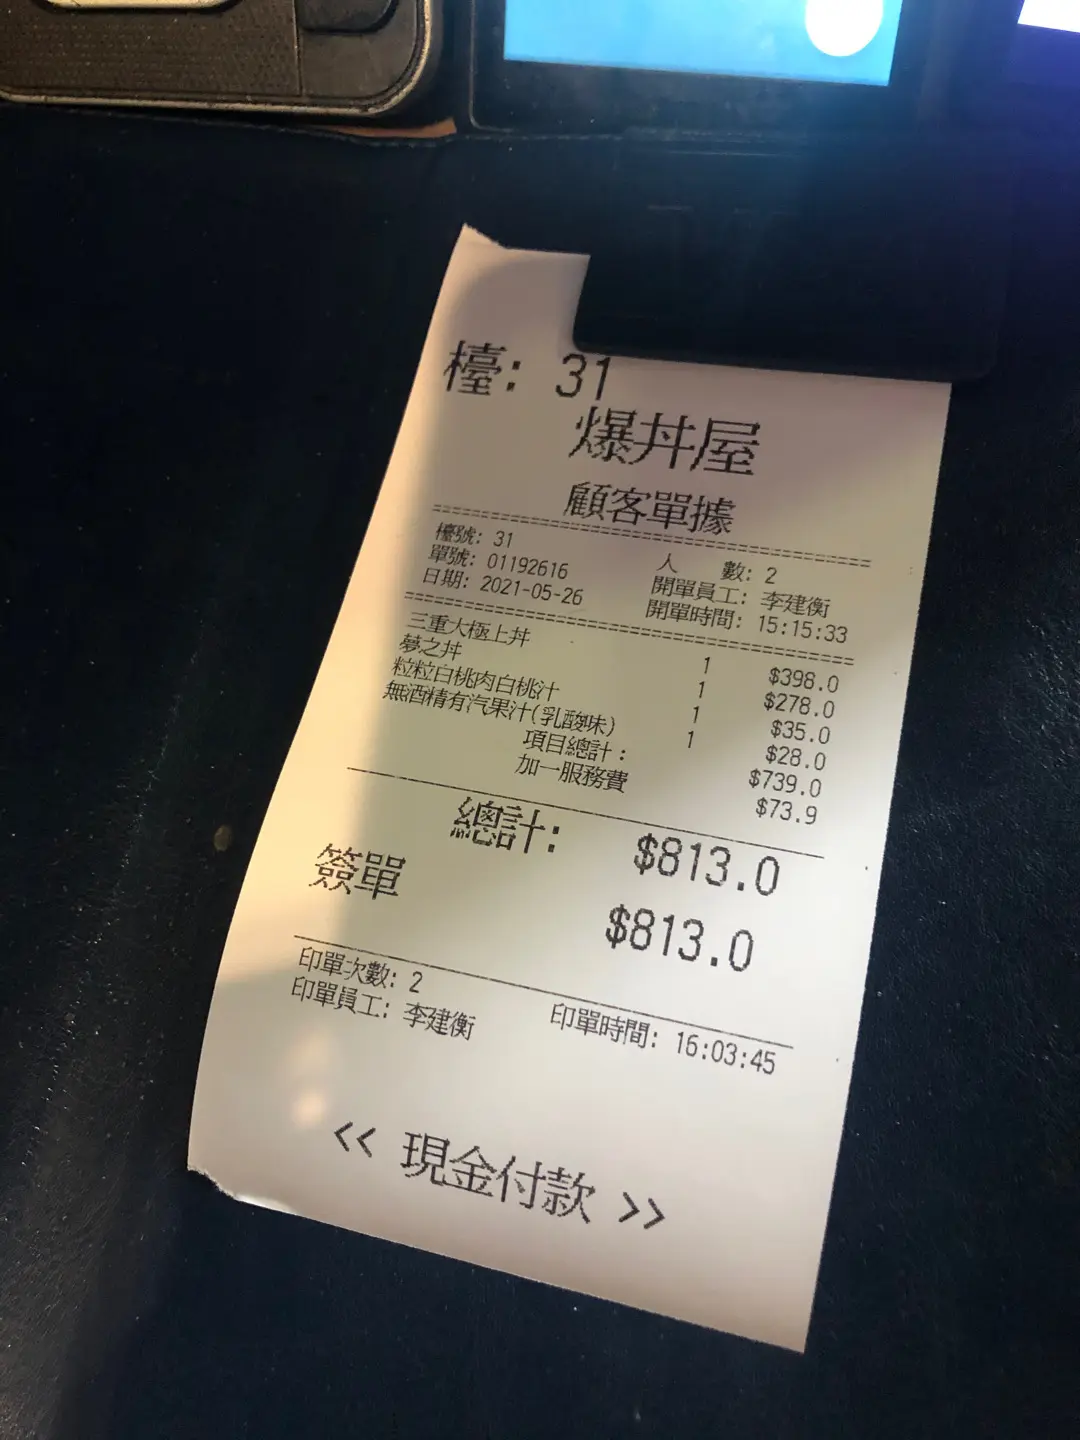 檯: 31
爆丼屋
顧客單據
檯號: 31 人 數: 2
單號: 01192616 開單員工: 李建衡
日期: 2021-05-26 開單時間: 15:15:33
三重大極上丼 1 $398.0
夢之丼 1 $278.0
粒粒白桃肉白桃汁 1 $35.0
無酒精有汽果汁(乳酸味) 1 $28.0
項目總計: $739.0
加一服務費 $73.9
總計: $813.0
簽單 $813.0
印單次數: 2
印單員工: 李建衡 印單時間: 16:03:45
<< 現金付款 >>